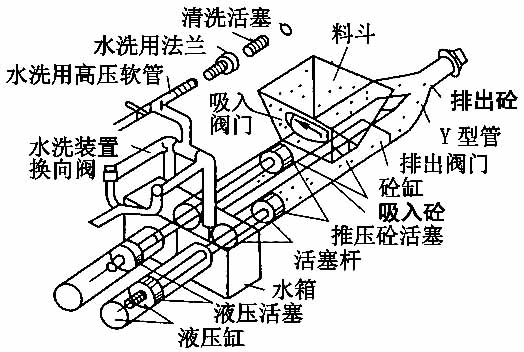 清洗活塞
水洗用法兰
料斗
水洗用高压软管
吸入
阀门
排出砼
Y型管
水洗装置
换向阀
排出阀门
砼缸
吸入砼
推压砼活塞
活塞杆
水箱
液压活塞
液压缸